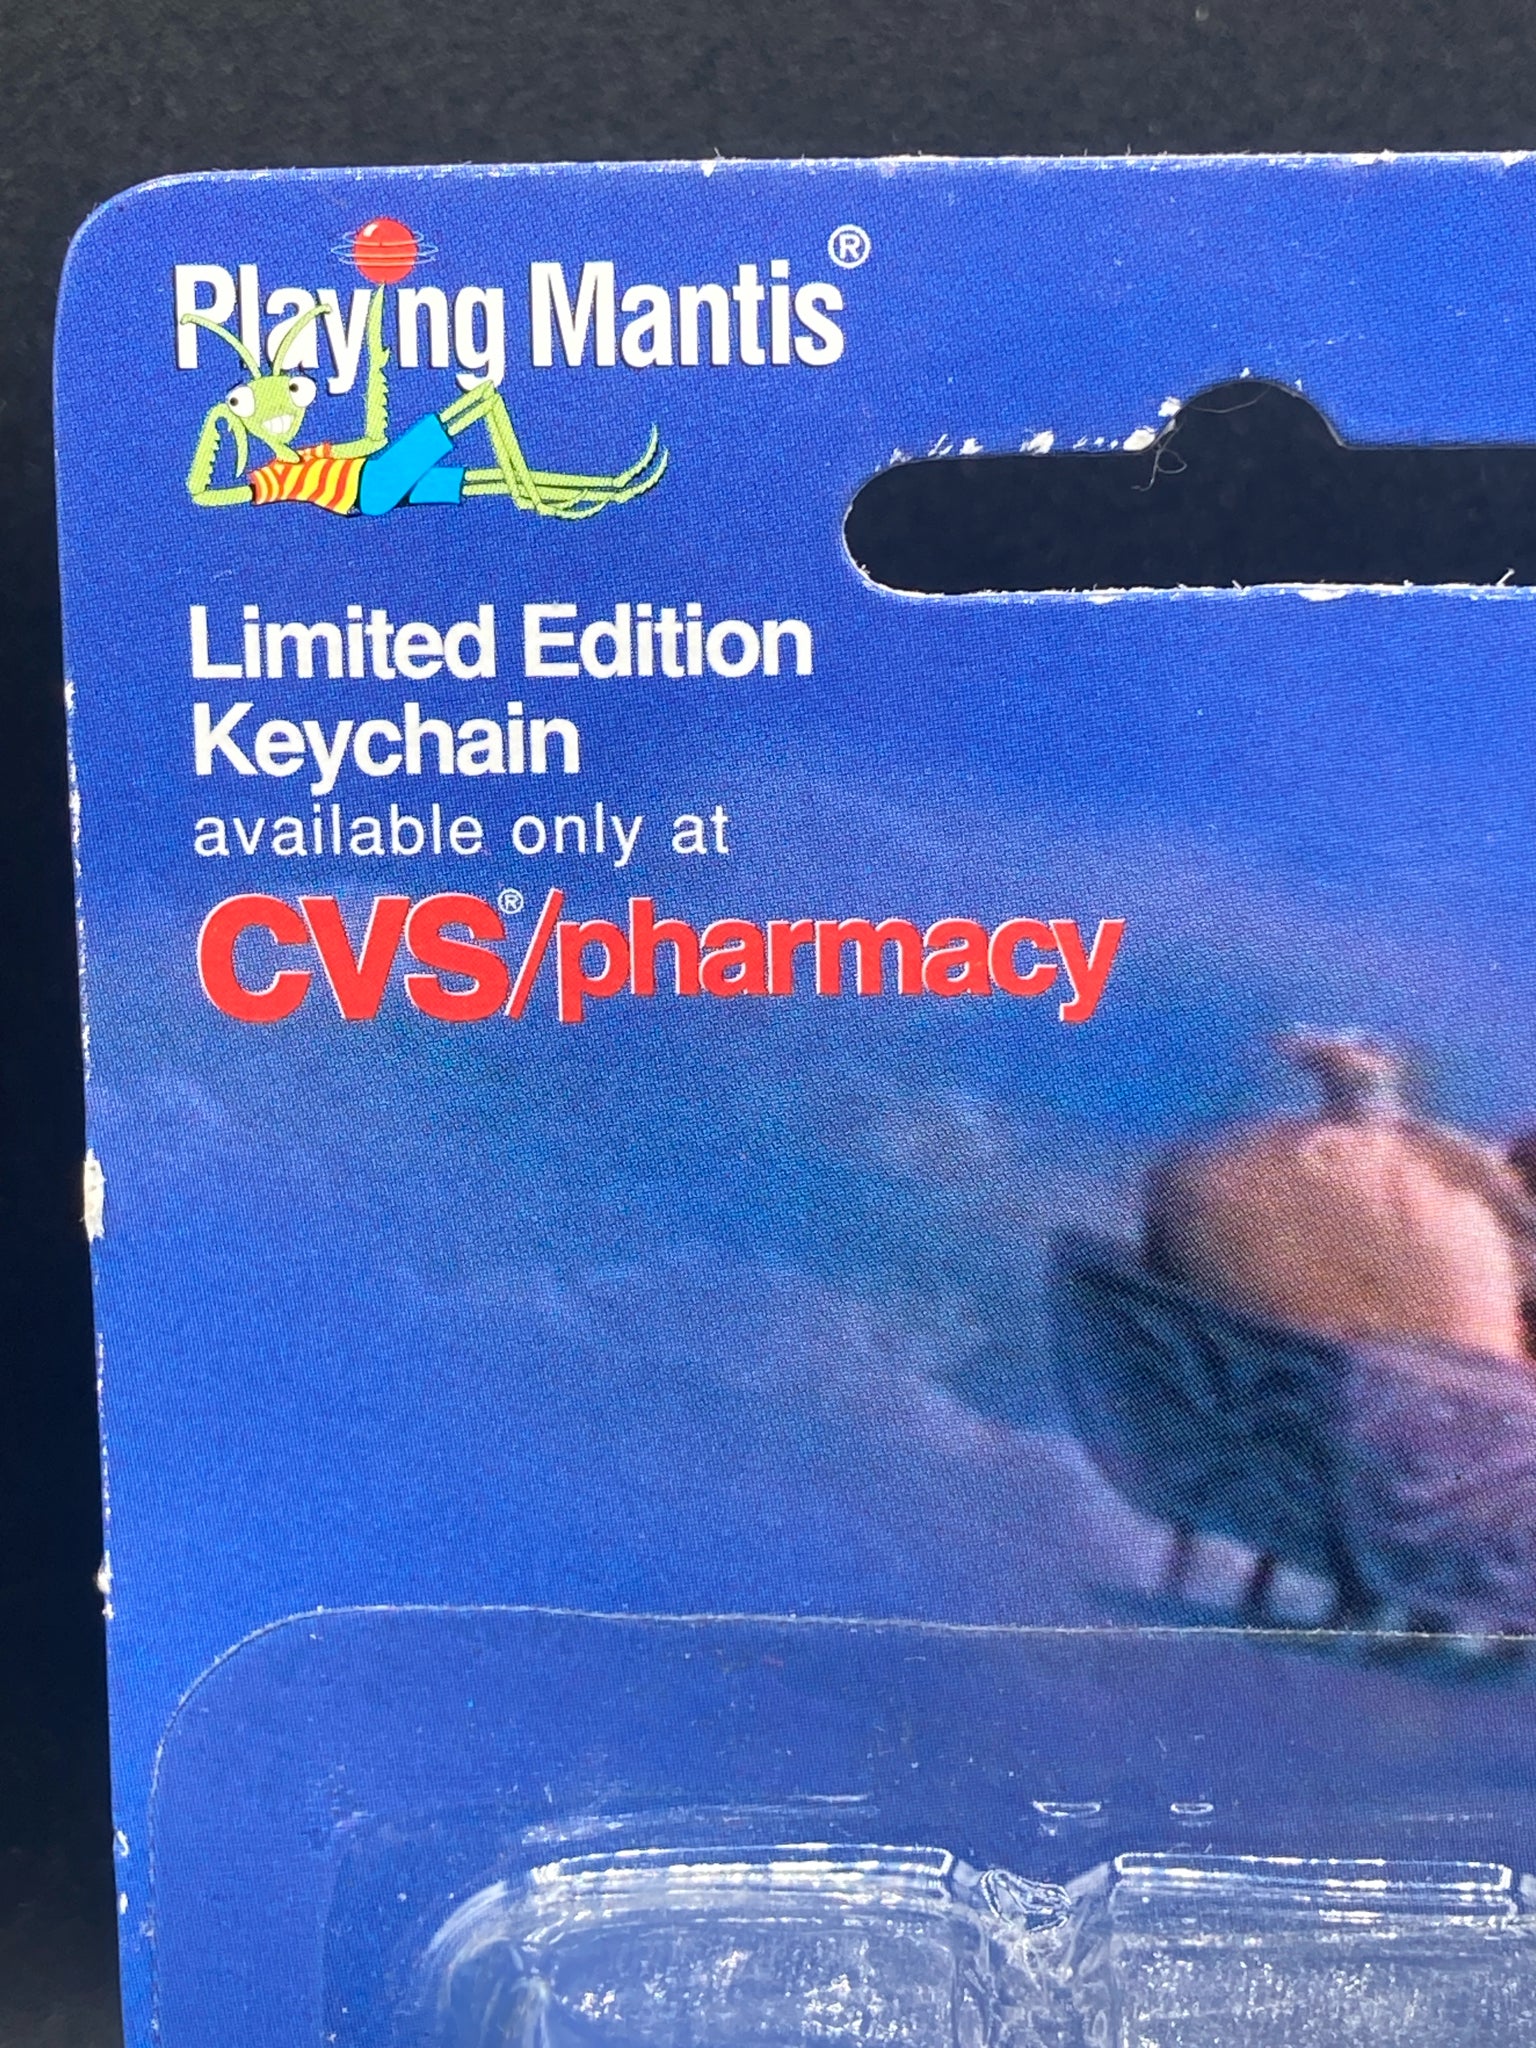 Playing Mantis®
Limited Edition
Keychain
available only at
CVS®/pharmacy